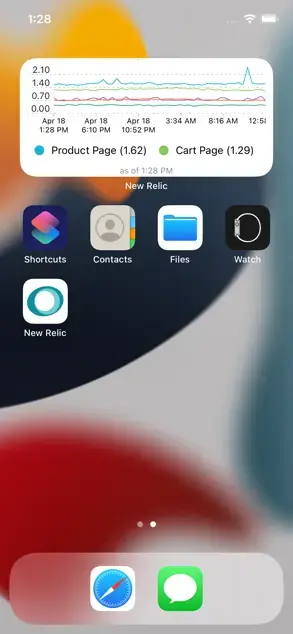 1:28
2.10
1.40
0.70
0.00
Apr 18 Apr 18 Apr 18
1:28 PM 6:10 PM 10:52 PM 3:34 AM 8:16 AM 12:58
Product Page (1.62) Cart Page (1.29)
as of 1:28 PM
New Relic
Shortcuts Contacts Files Watch
New Relic